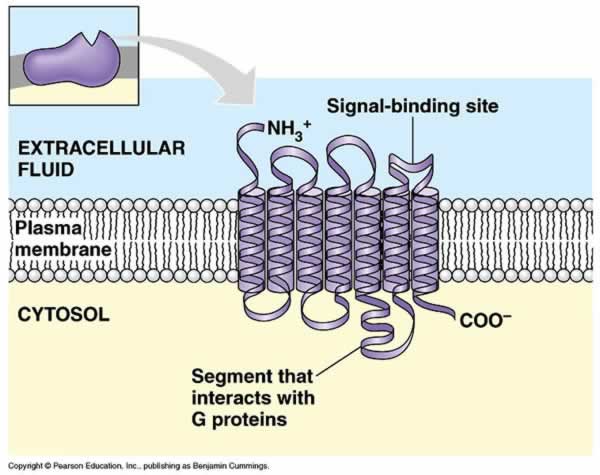 Signal-binding site
NH₃⁺
EXTRACELLULAR
FLUID
Plasma
membrane
CYTOSOL
COO⁻
Segment that
interacts with
G proteins
Copyright © Pearson Education, Inc., publishing as Benjamin Cummings.